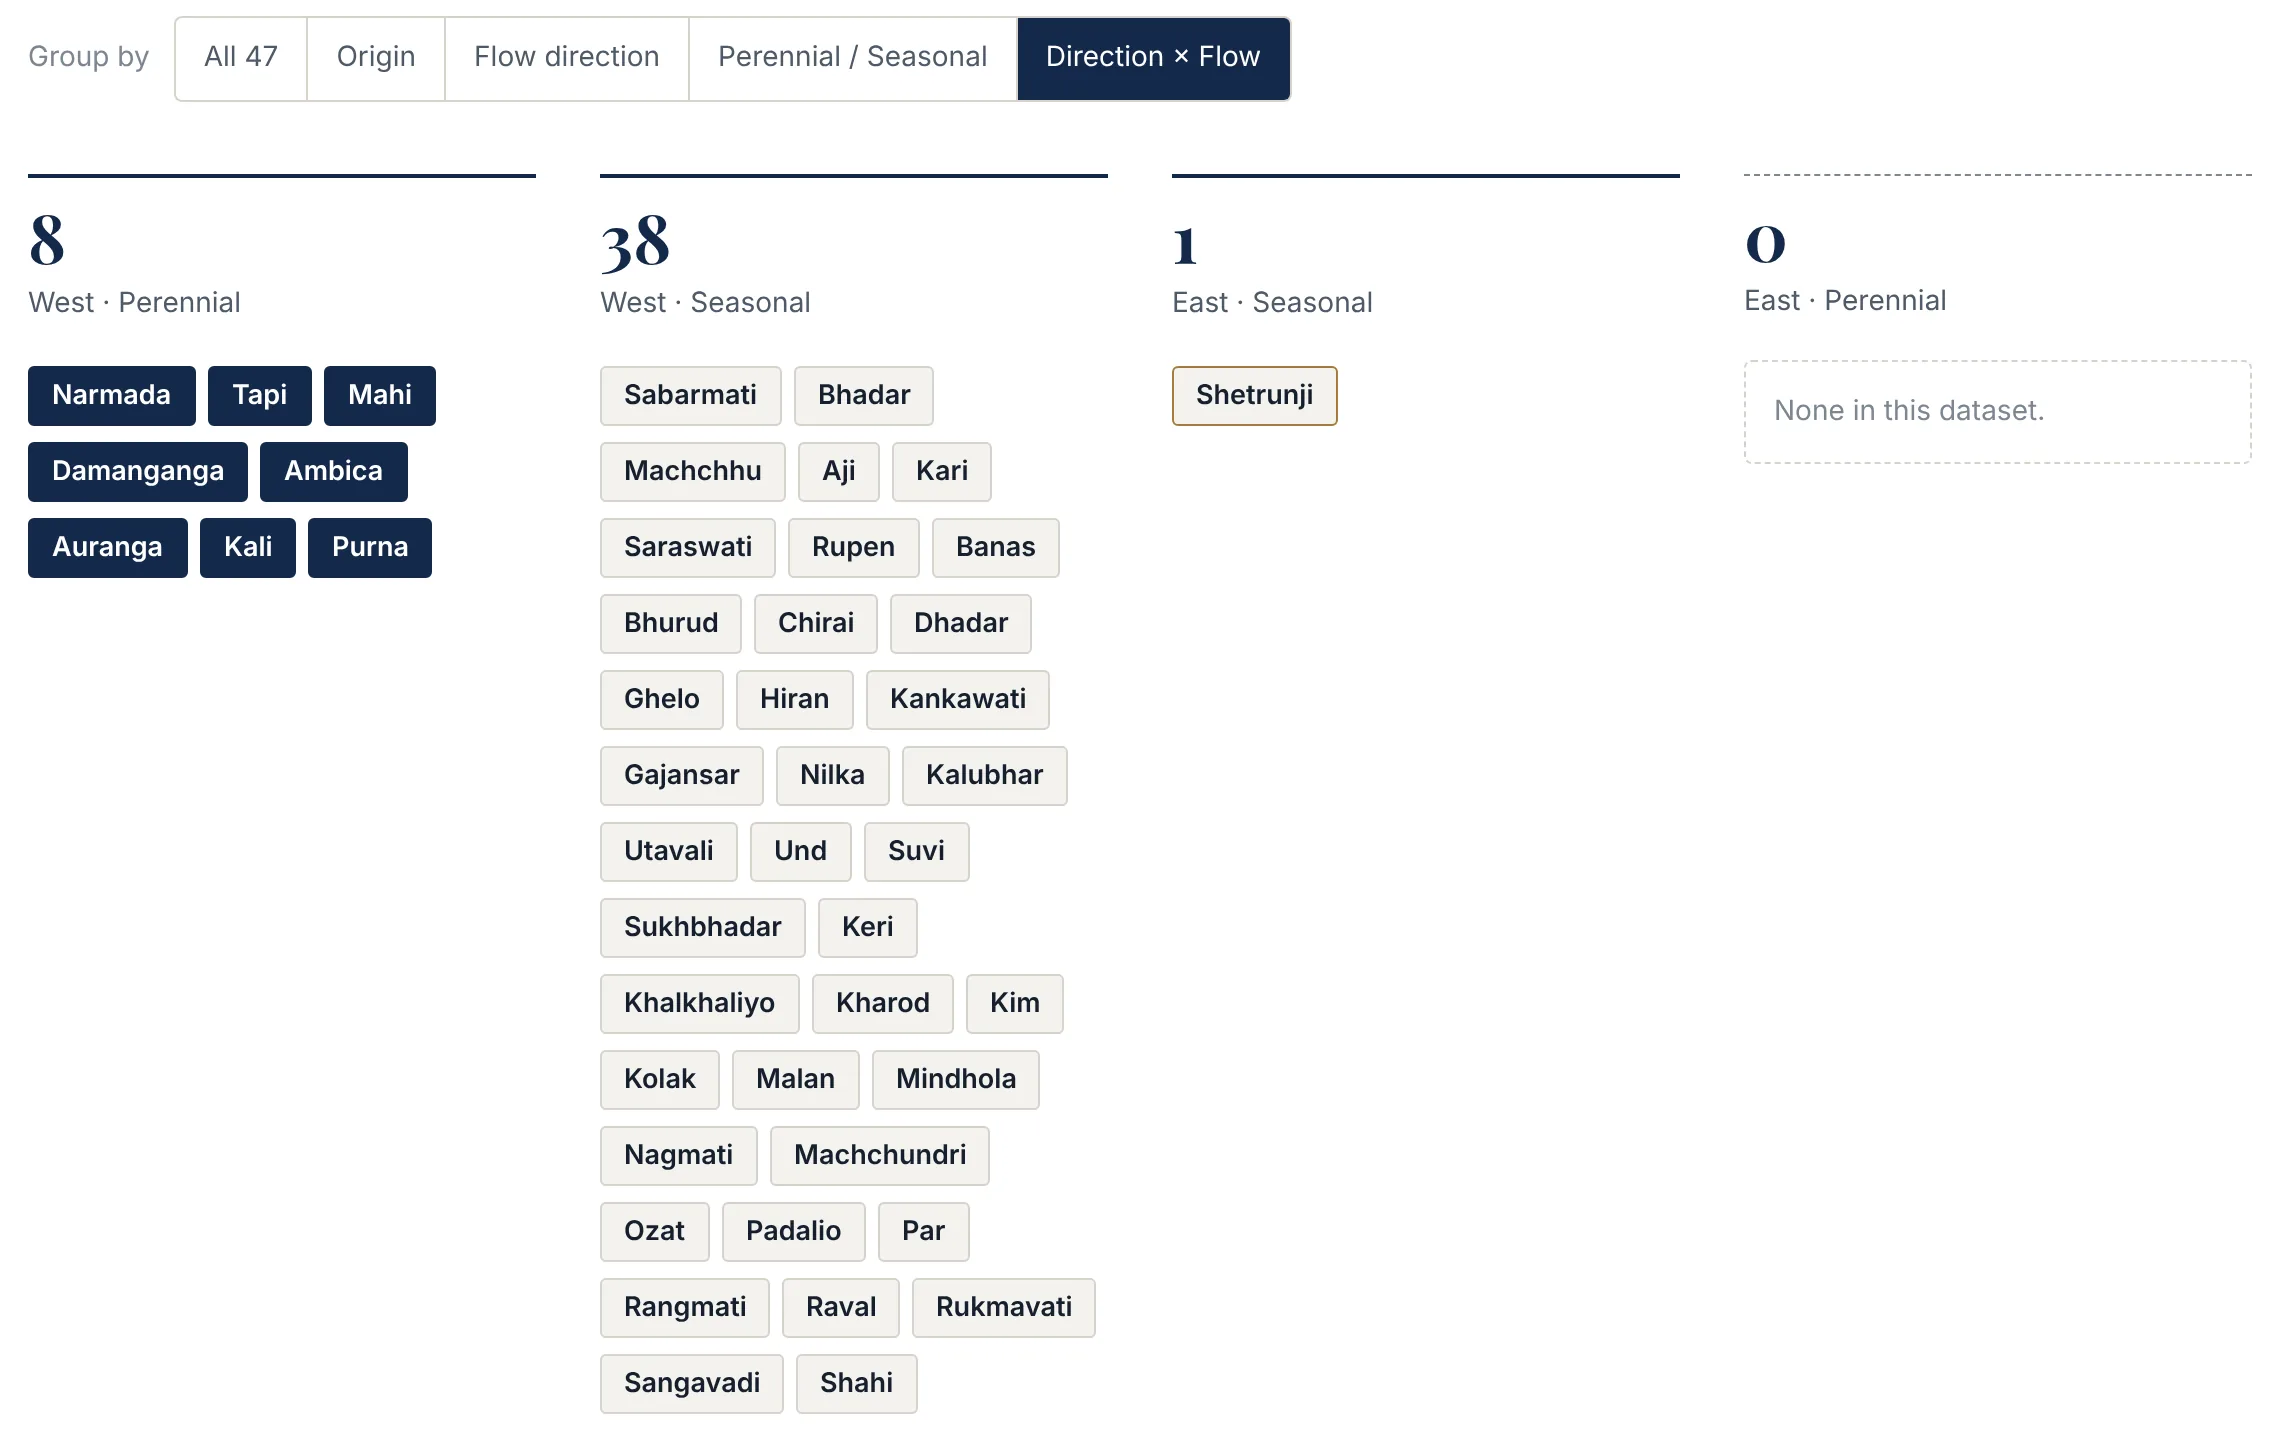 Group by All 47 Origin Flow direction Perennial / Seasonal Direction × Flow
8
West · Perennial
Narmada Tapi Mahi
Damanganga Ambica
Auranga Kali Purna
38
West · Seasonal
Sabarmati Bhadar
Machchhu Aji Kari
Saraswati Rupen Banas
Bhurud Chirai Dhadar
Ghelo Hiran Kankawati
Gajansar Nilka Kalubhar
Utavali Und Suvi
Sukhbhadar Keri
Khalkhaliyo Kharod Kim
Kolak Malan Mindhola
Nagmati Machchundri
Ozat Padalio Par
Rangmati Raval Rukmavati
Sangavadi Shahi
1
East · Seasonal
Shetrunji
0
East · Perennial
None in this dataset.